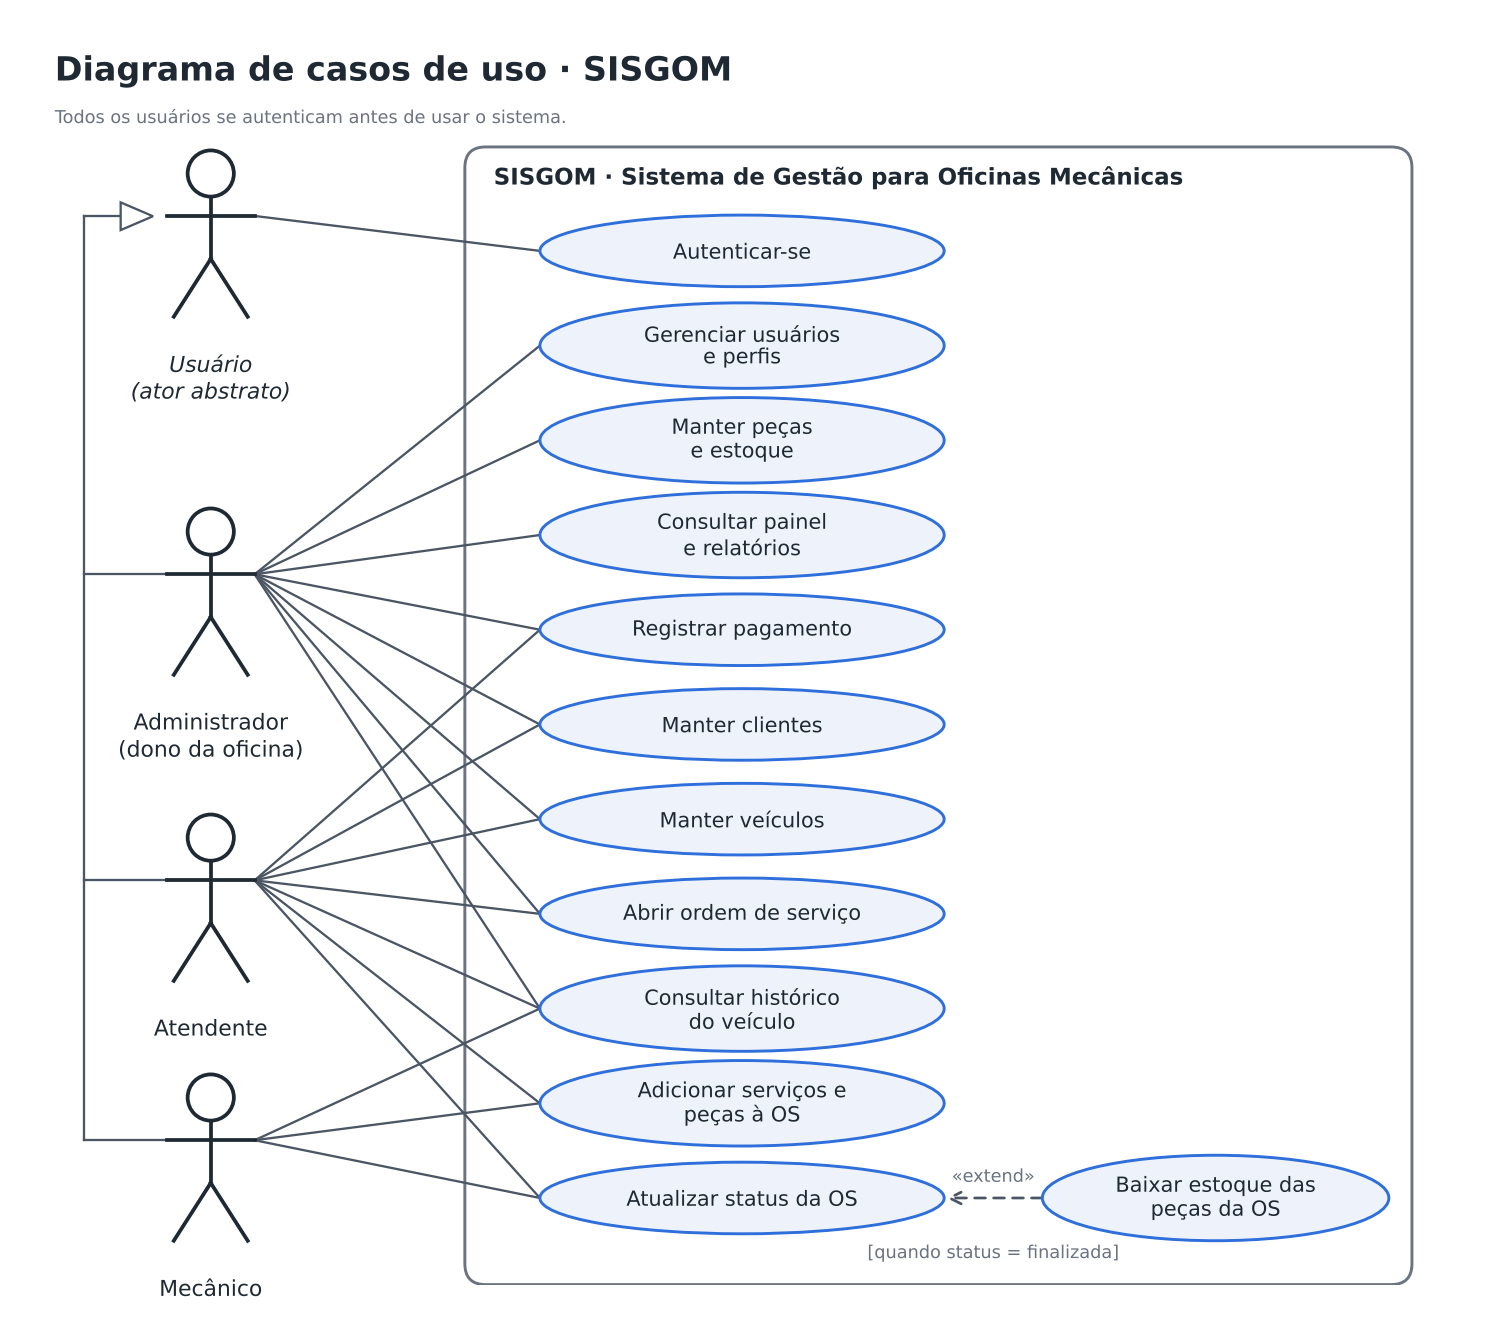 Diagrama de casos de uso · SISGOM
Todos os usuários se autenticam antes de usar o sistema.
SISGOM · Sistema de Gestão para Oficinas Mecânicas
Usuário
(ator abstrato)
Administrador
(dono da oficina)
Atendente
Mecânico
Autenticar-se
Gerenciar usuários
e perfis
Manter peças
e estoque
Consultar painel
e relatórios
Registrar pagamento
Manter clientes
Manter veículos
Abrir ordem de serviço
Consultar histórico
do veículo
Adicionar serviços e
peças à OS
Atualizar status da OS
«extend»
Baixar estoque das
peças da OS
[quando status = finalizada]